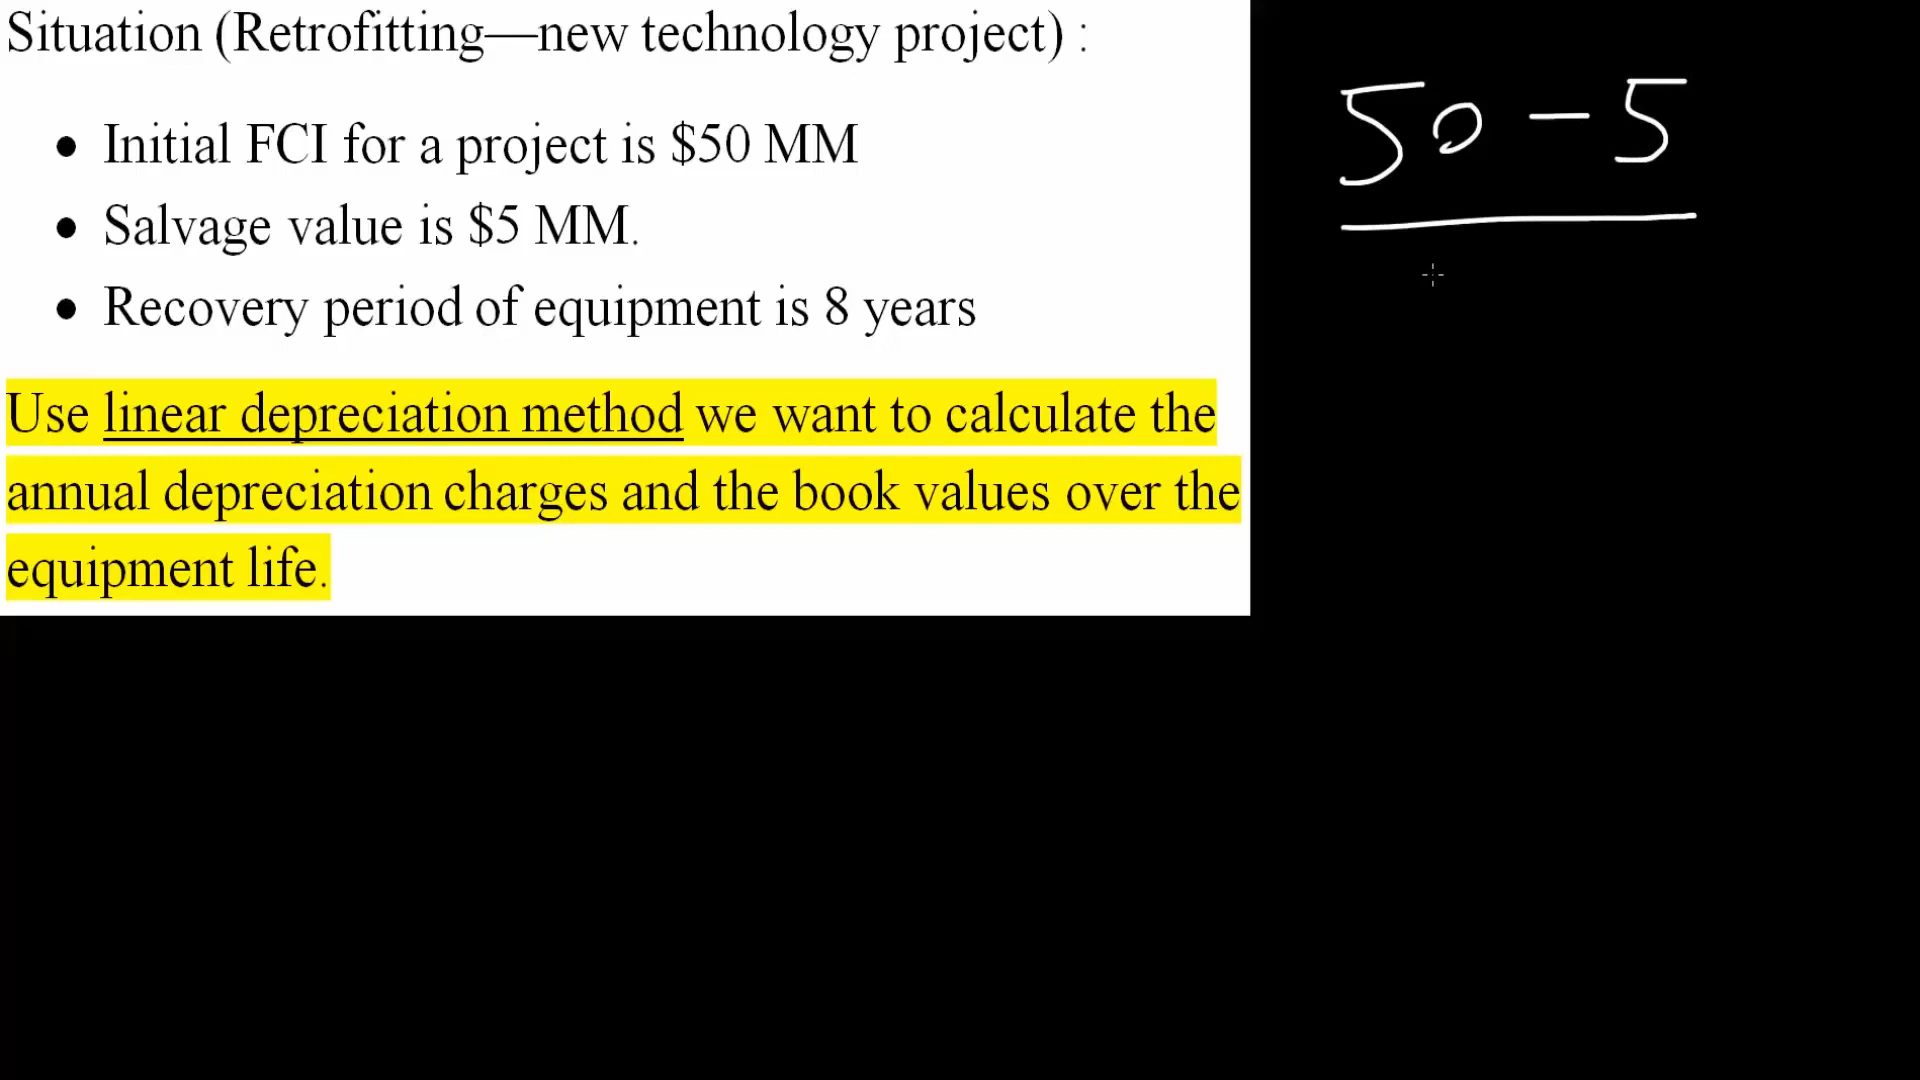 Situation (Retrofitting—new technology project) :
• Initial FCI for a project is $50 MM
• Salvage value is $5 MM.
• Recovery period of equipment is 8 years
Use linear depreciation method we want to calculate the
annual depreciation charges and the book values over the
equipment life.
50 - 5